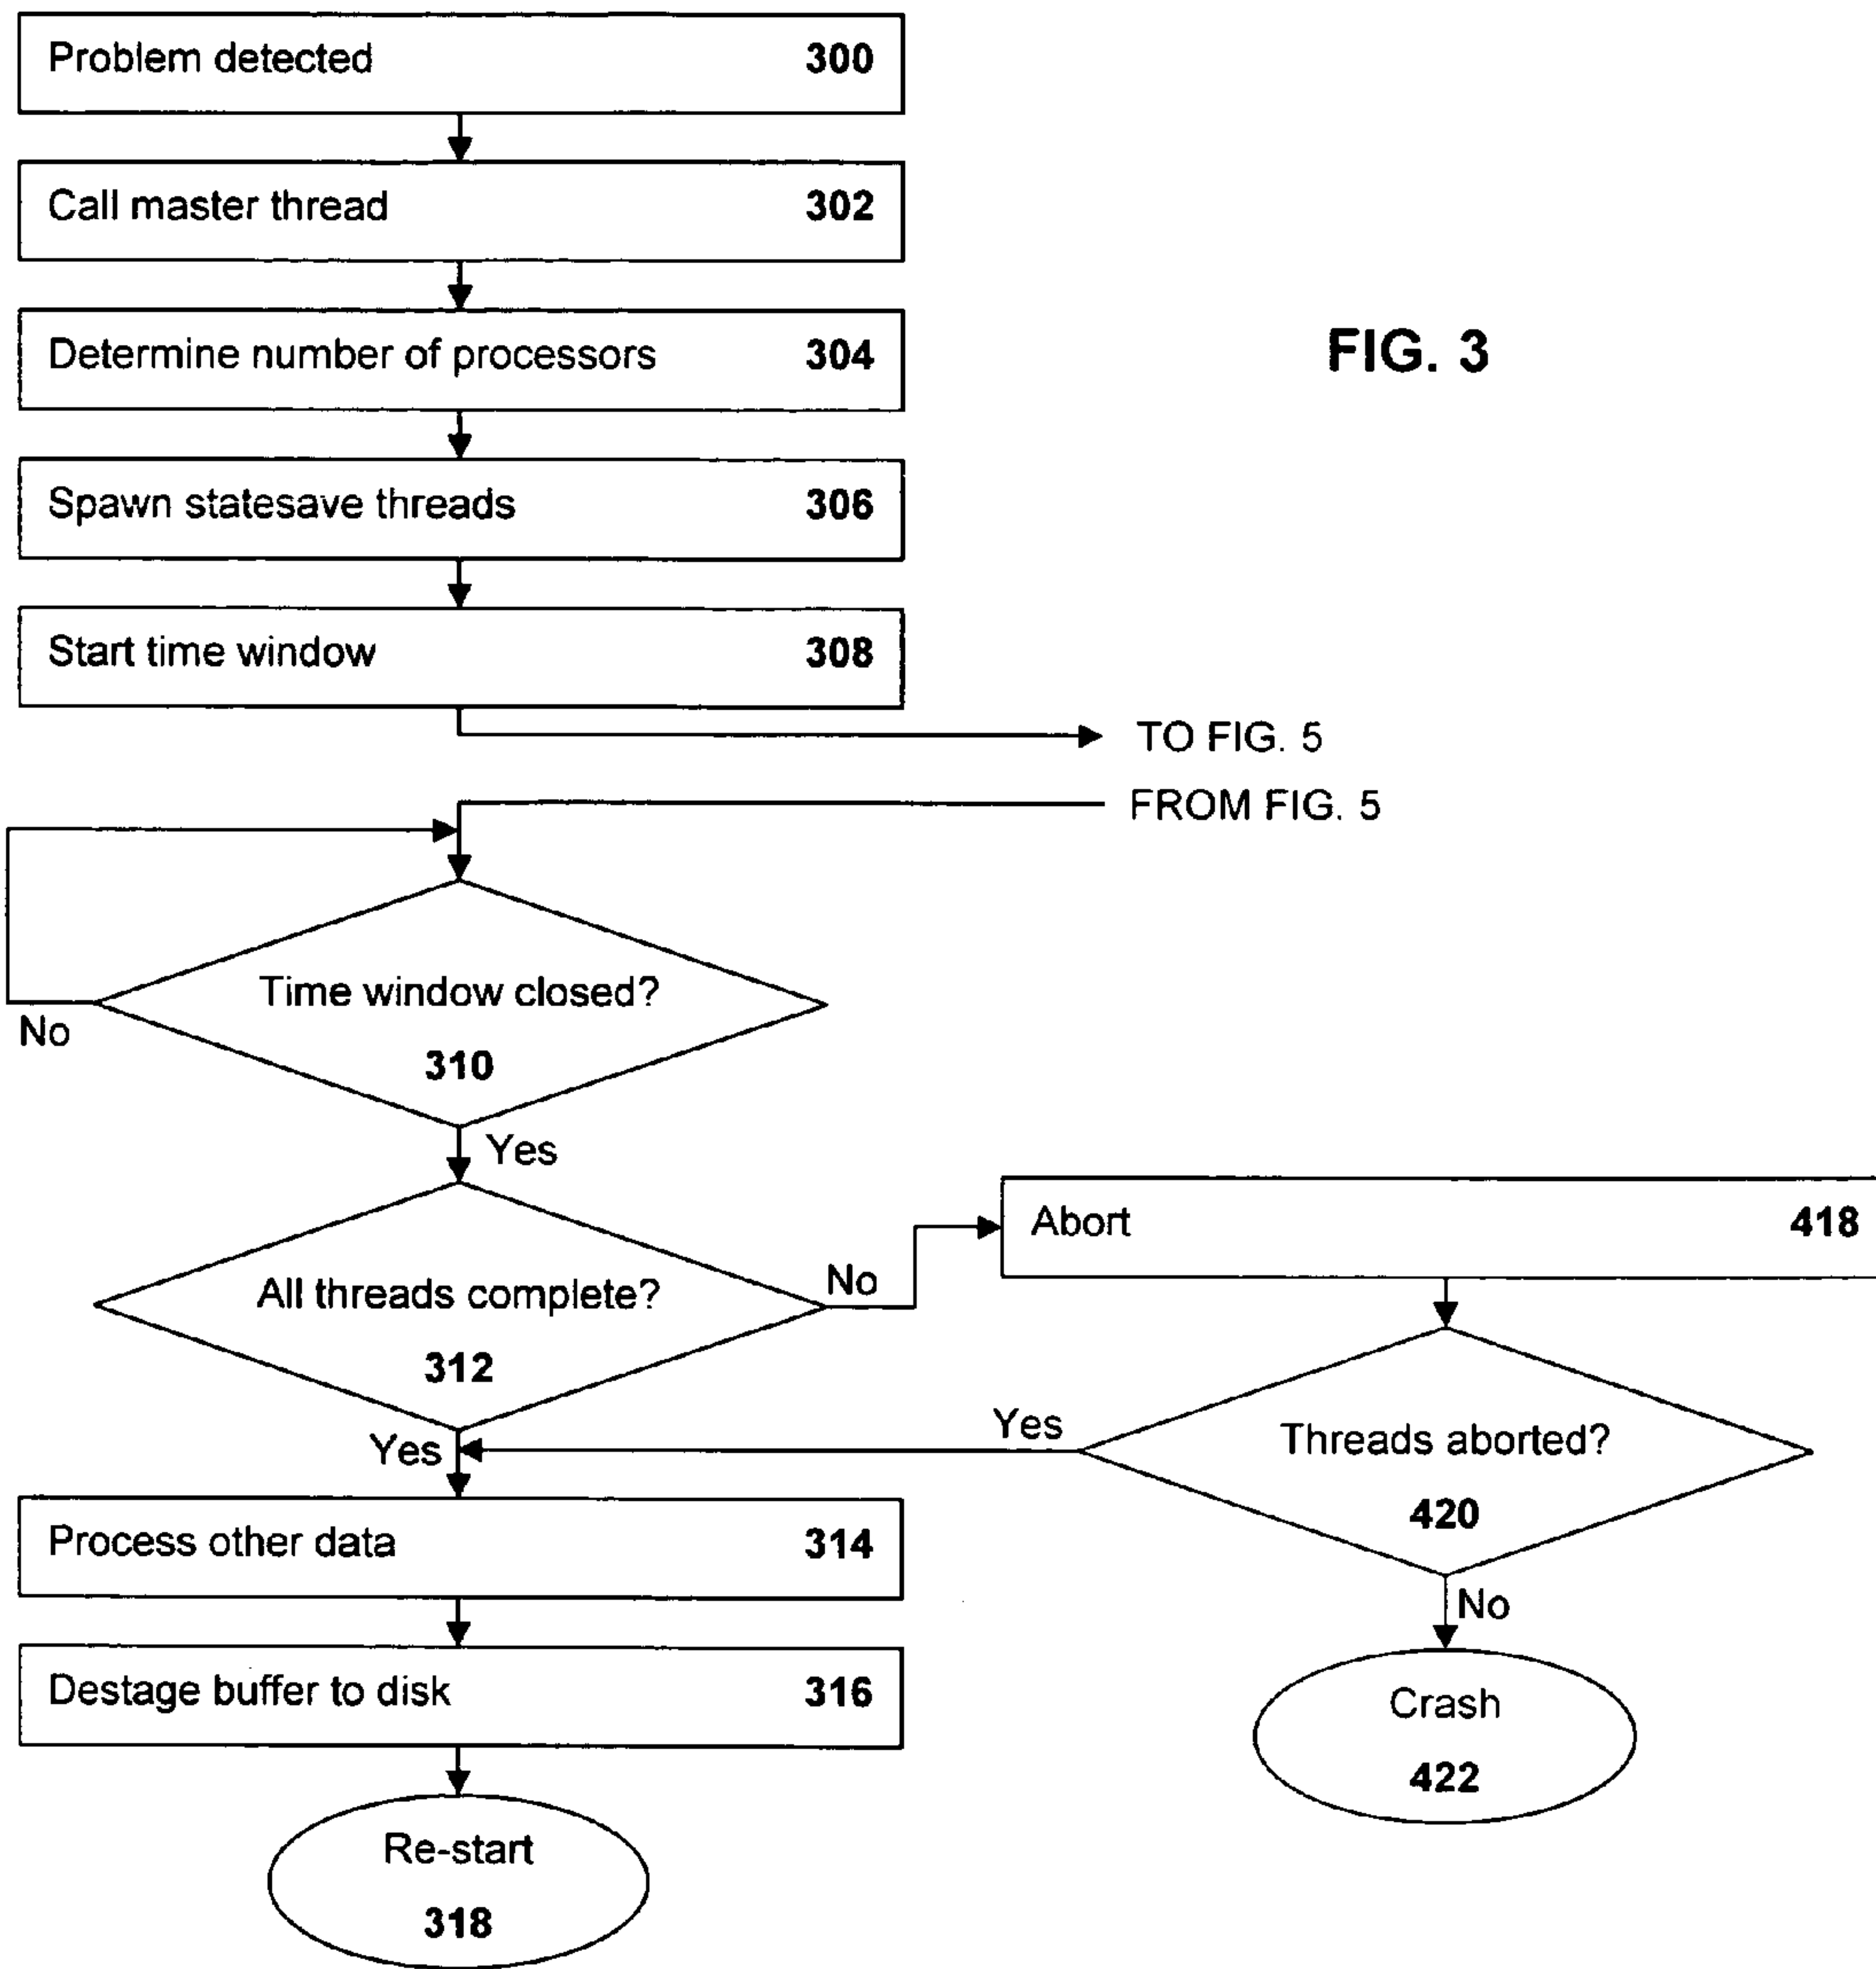 Problem detected 300
Call master thread 302
Determine number of processors 304
FIG. 3
Spawn statesave threads 306
Start time window 308
TO FIG. 5
FROM FIG. 5
Time window closed?
No
310
Yes
Abort 418
All threads complete?
No
312
Yes
Threads aborted?
Yes
420
Process other data 314
No
Destage buffer to disk 316
Crash
422
Re-start
318